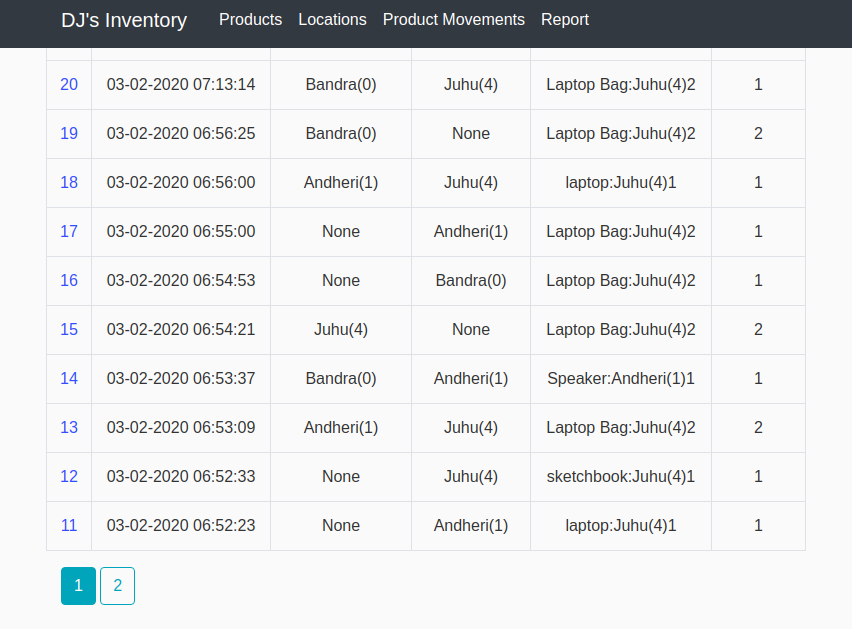 DJ's Inventory Products Locations Product Movements Report
20 03-02-2020 07:13:14 Bandra(0) Juhu(4) Laptop Bag:Juhu(4)2 1
19 03-02-2020 06:56:25 Bandra(0) None Laptop Bag:Juhu(4)2 2
18 03-02-2020 06:56:00 Andheri(1) Juhu(4) laptop:Juhu(4)1 1
17 03-02-2020 06:55:00 None Andheri(1) Laptop Bag:Juhu(4)2 1
16 03-02-2020 06:54:53 None Bandra(0) Laptop Bag:Juhu(4)2 1
15 03-02-2020 06:54:21 Juhu(4) None Laptop Bag:Juhu(4)2 2
14 03-02-2020 06:53:37 Bandra(0) Andheri(1) Speaker:Andheri(1)1 1
13 03-02-2020 06:53:09 Andheri(1) Juhu(4) Laptop Bag:Juhu(4)2 2
12 03-02-2020 06:52:33 None Juhu(4) sketchbook:Juhu(4)1 1
11 03-02-2020 06:52:23 None Andheri(1) laptop:Juhu(4)1 1
1 2